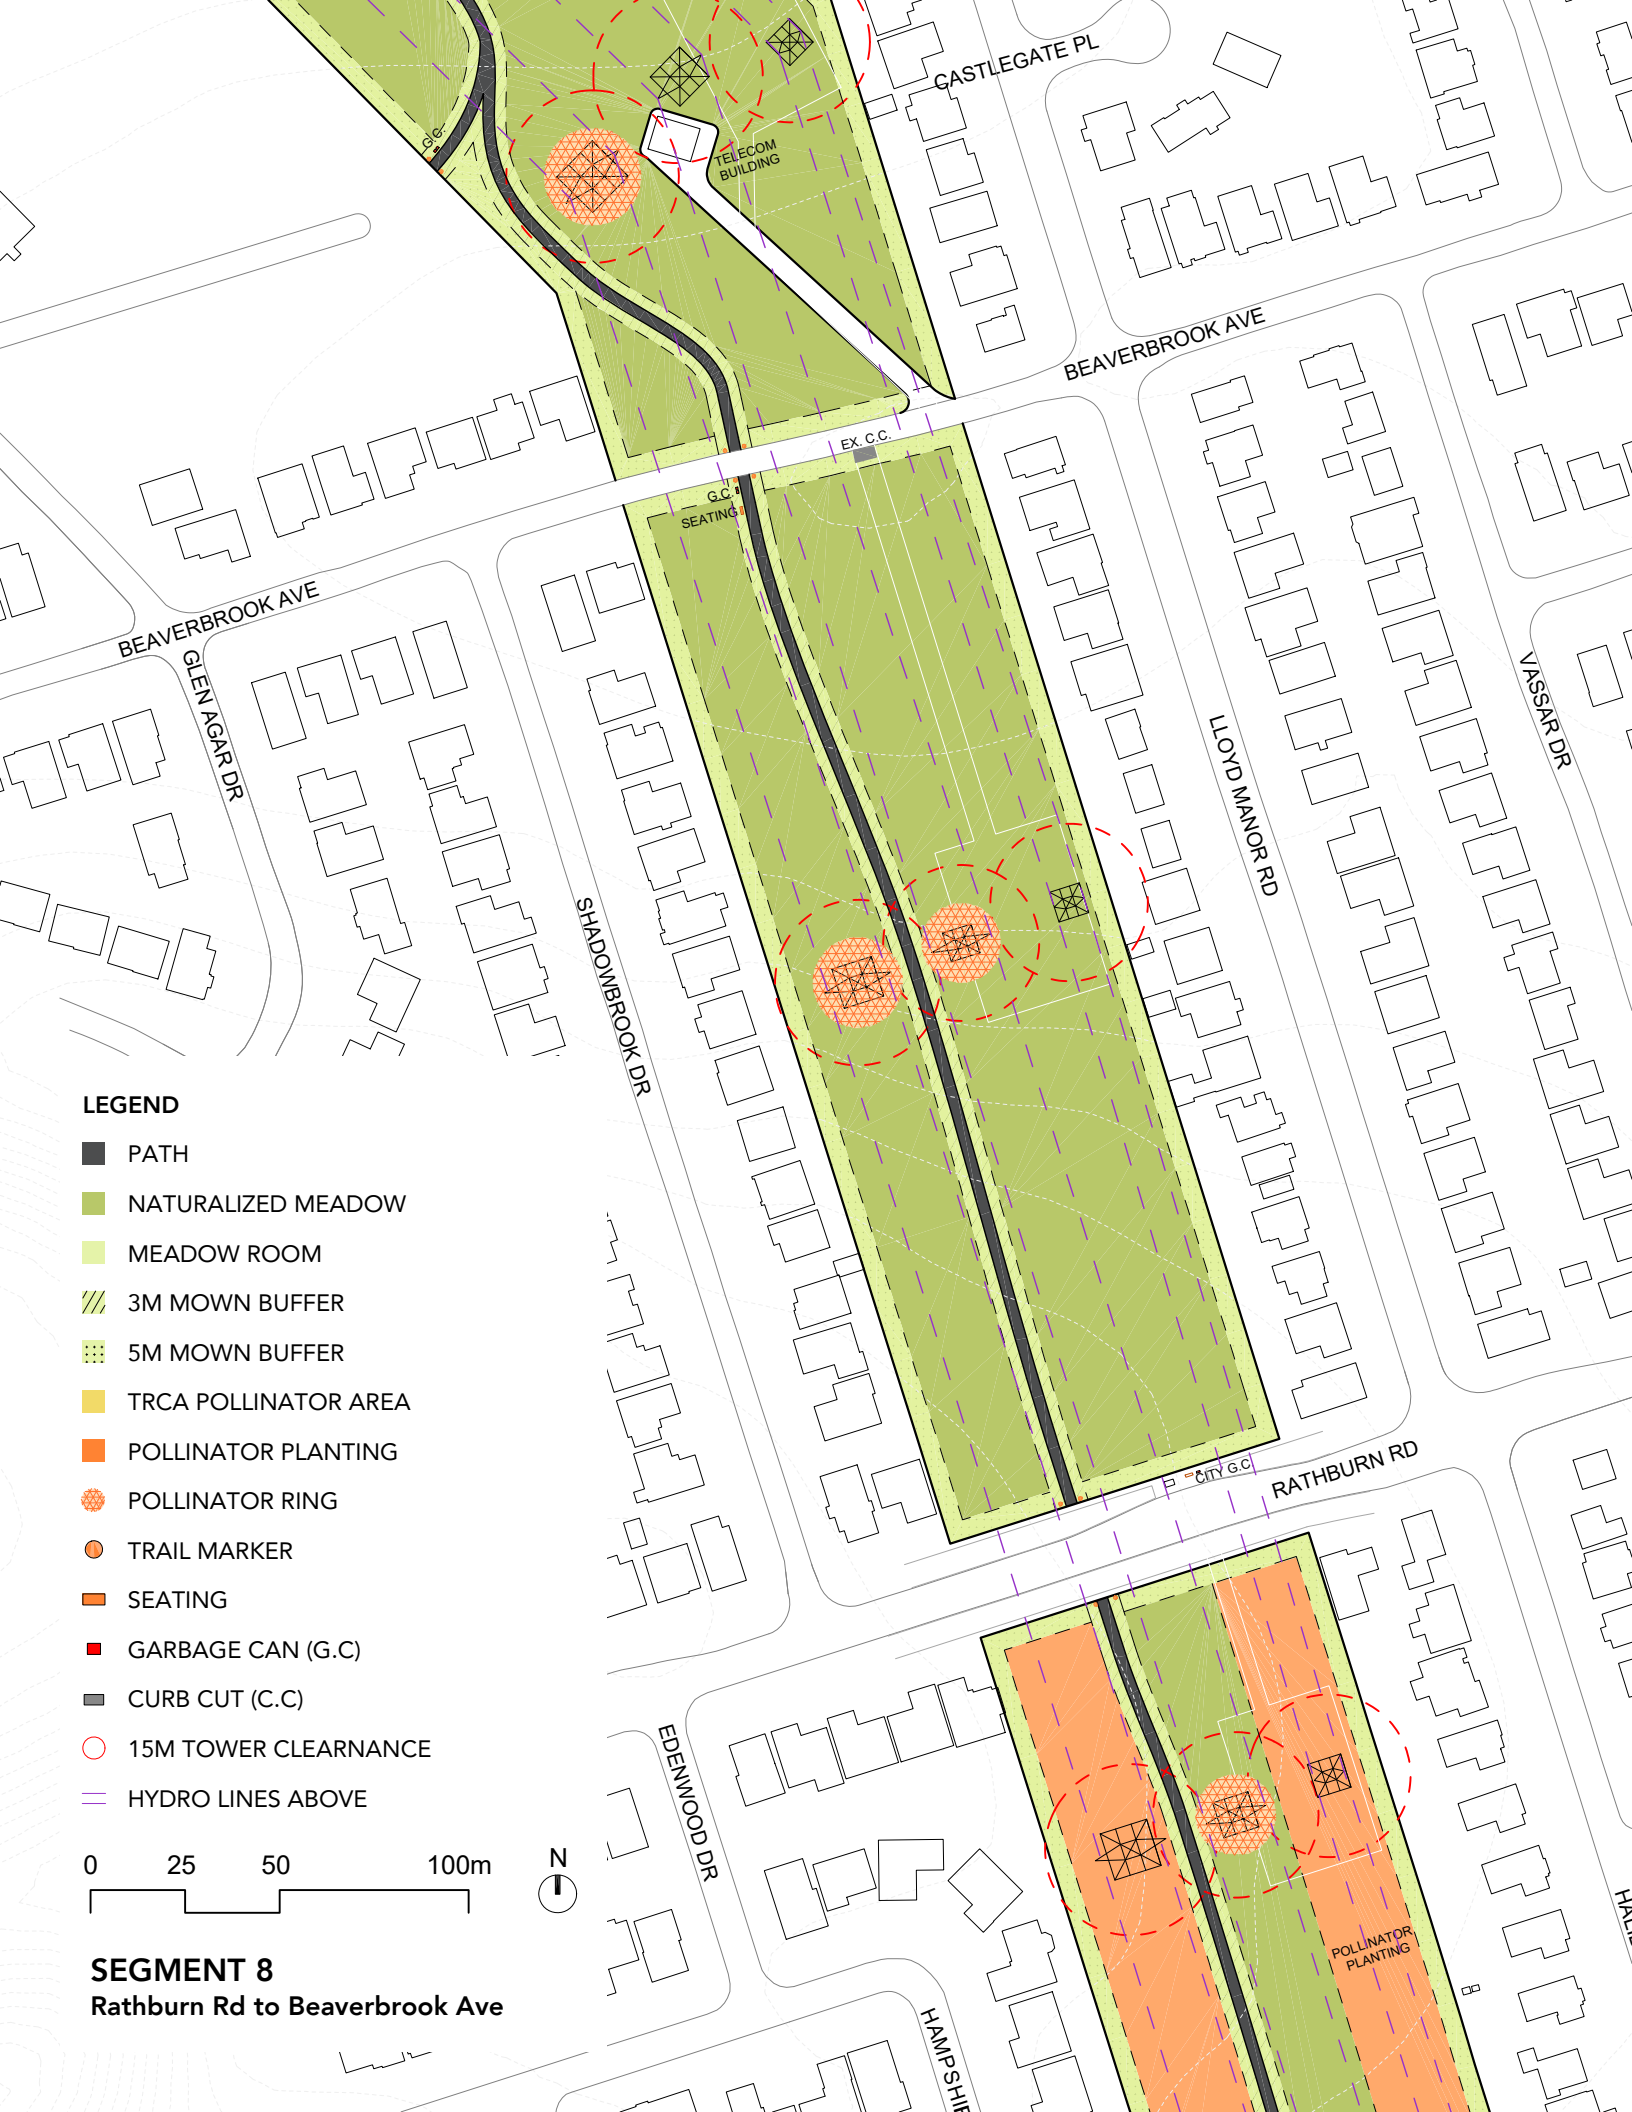 CASTLEGATE PL
G.C.
TELECOM
BUILDING
BEAVERBROOK AVE
EX. C.C.
G.C.
SEATING
BEAVERBROOK AVE
GLEN AGAR DR
SHADOWBROOK DR
LLOYD MANOR RD
VASSAR DR
LEGEND
PATH
NATURALIZED MEADOW
MEADOW ROOM
3M MOWN BUFFER
5M MOWN BUFFER
TRCA POLLINATOR AREA
POLLINATOR PLANTING
POLLINATOR RING
TRAIL MARKER
SEATING
GARBAGE CAN (G.C)
CURB CUT (C.C)
15M TOWER CLEARNANCE
HYDRO LINES ABOVE
0 25 50 100m
N
SEGMENT 8
Rathburn Rd to Beaverbrook Ave
CITY G.C
RATHBURN RD
EDENWOOD DR
POLLINATOR
PLANTING
HAMPSHI